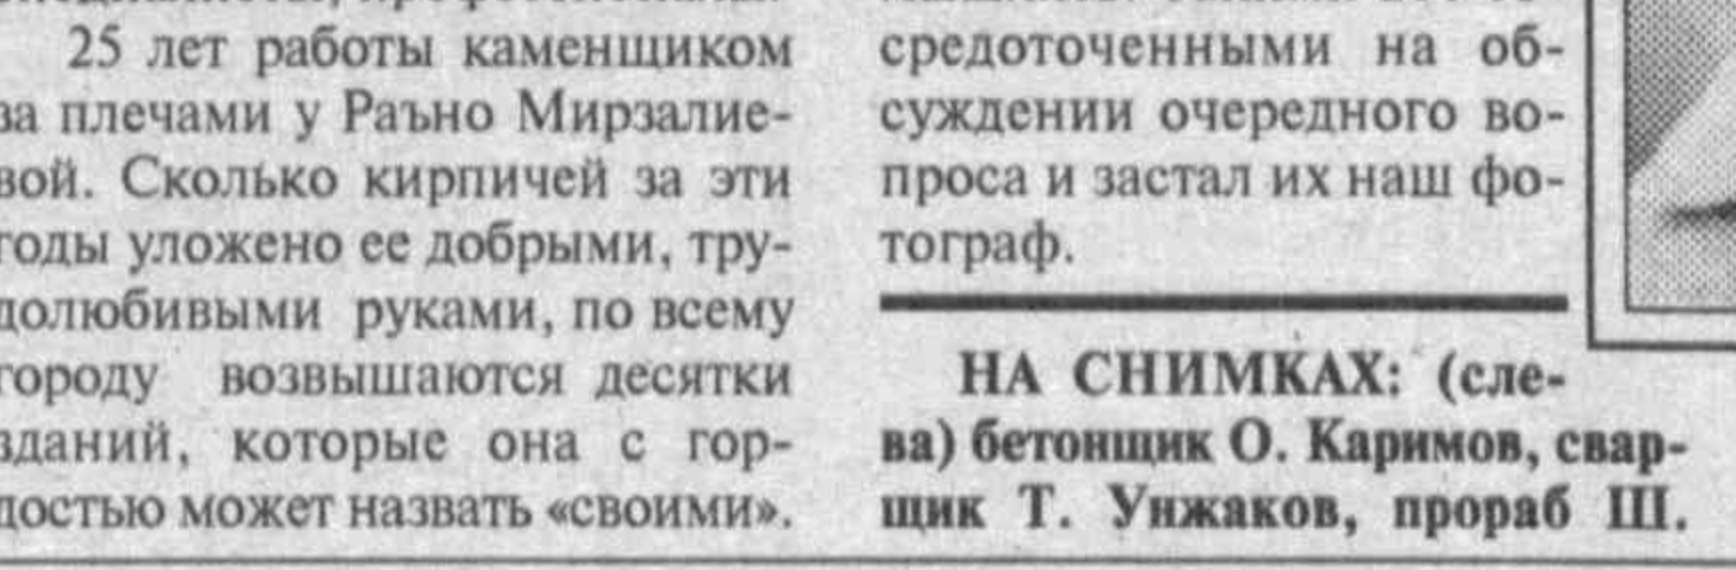 25 лет работы каменщиком
за плечами у Раъно Мирзалие-
вой. Сколько кирпичей за эти
годы уложено ее добрыми, тру-
долюбивыми руками, по всему
городу возвышаются десятки
зданий, которые она с гор-
достью может назвать «своими».
средоточенными на об-
суждении очередного во-
проса и застал их наш фо-
тограф.
НА СНИМКАХ: (сле-
ва) бетонщик О. Каримов, свар-
щик Т. Унжаков, прораб Ш.